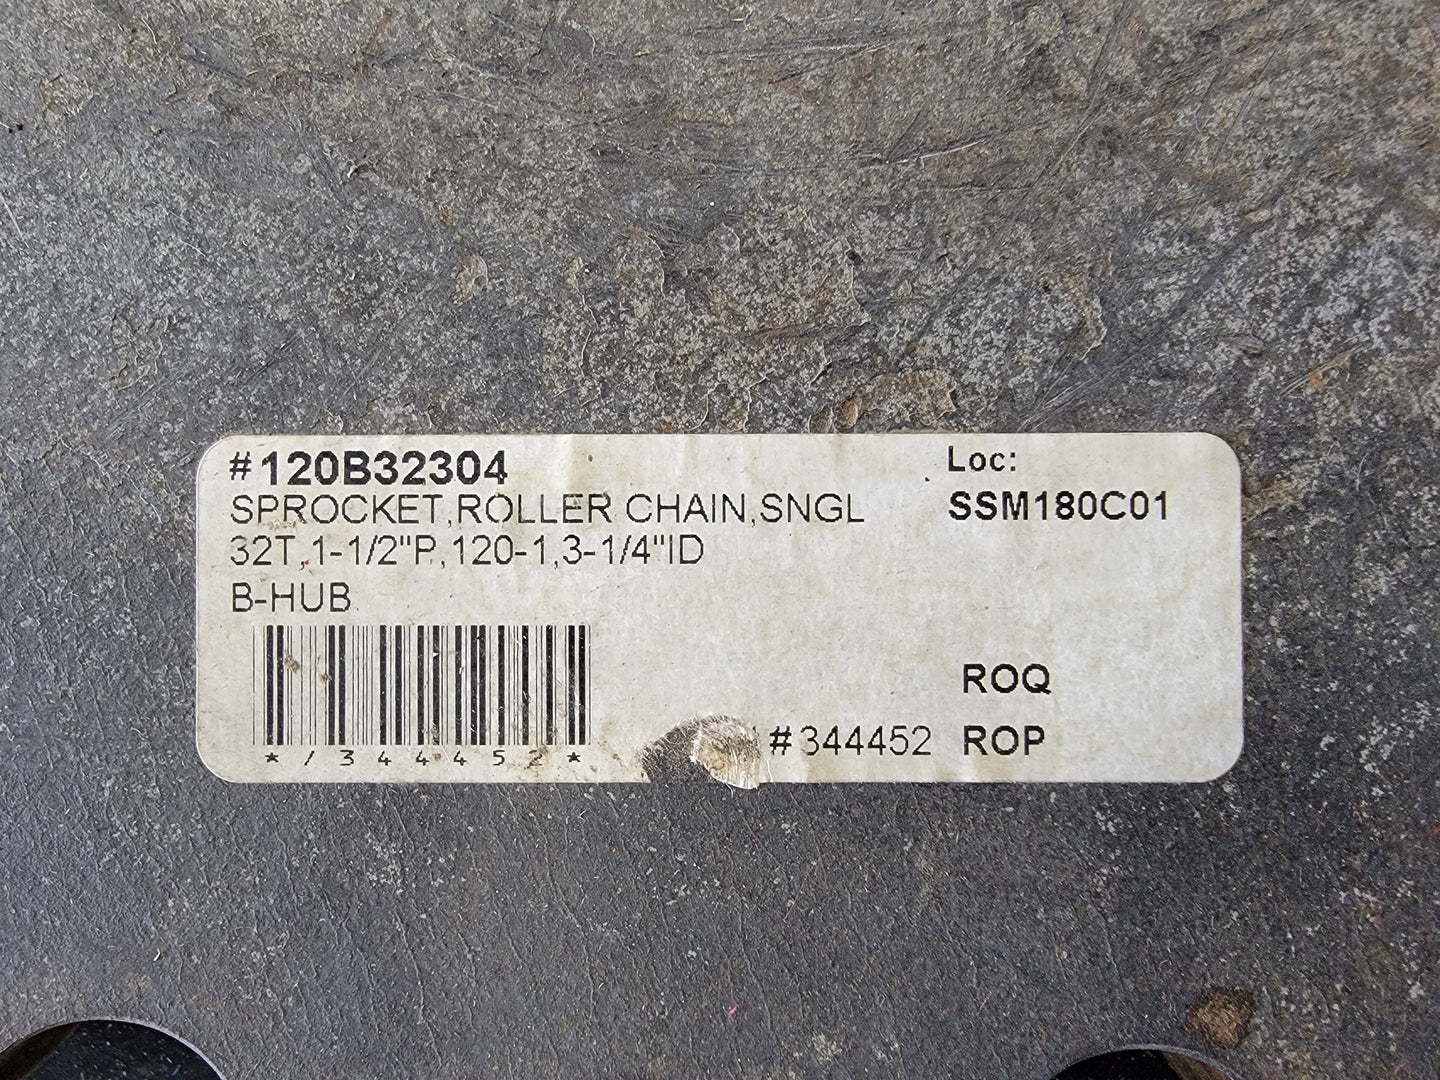 #120B32304
SPROCKET,ROLLER CHAIN,SNGL
32T,1-1/2"P,120-1,3-1/4"ID
B-HUB
Loc:
SSM180C01
*/344452*
ROQ
#344452 ROP